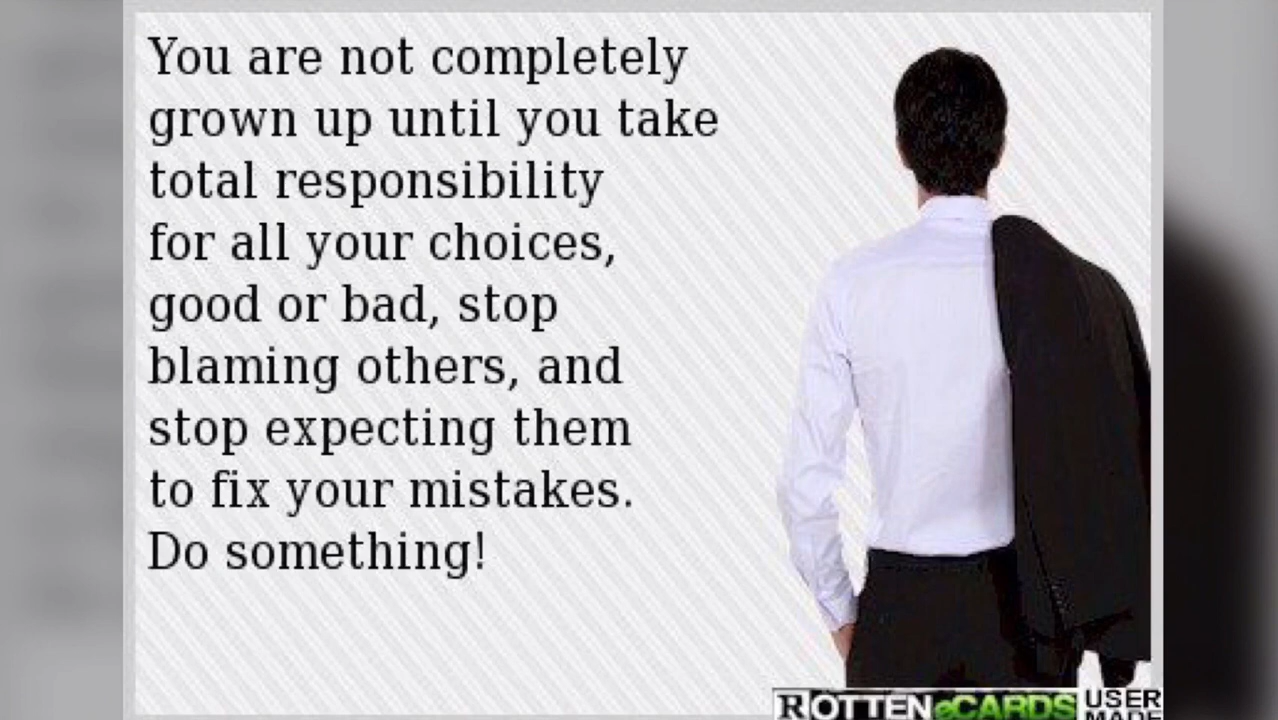 You are not completely
grown up until you take
total responsibility
for all your choices,
good or bad, stop
blaming others, and
stop expecting them
to fix your mistakes.
Do something!
ROTTENeCARDS USER
MADE